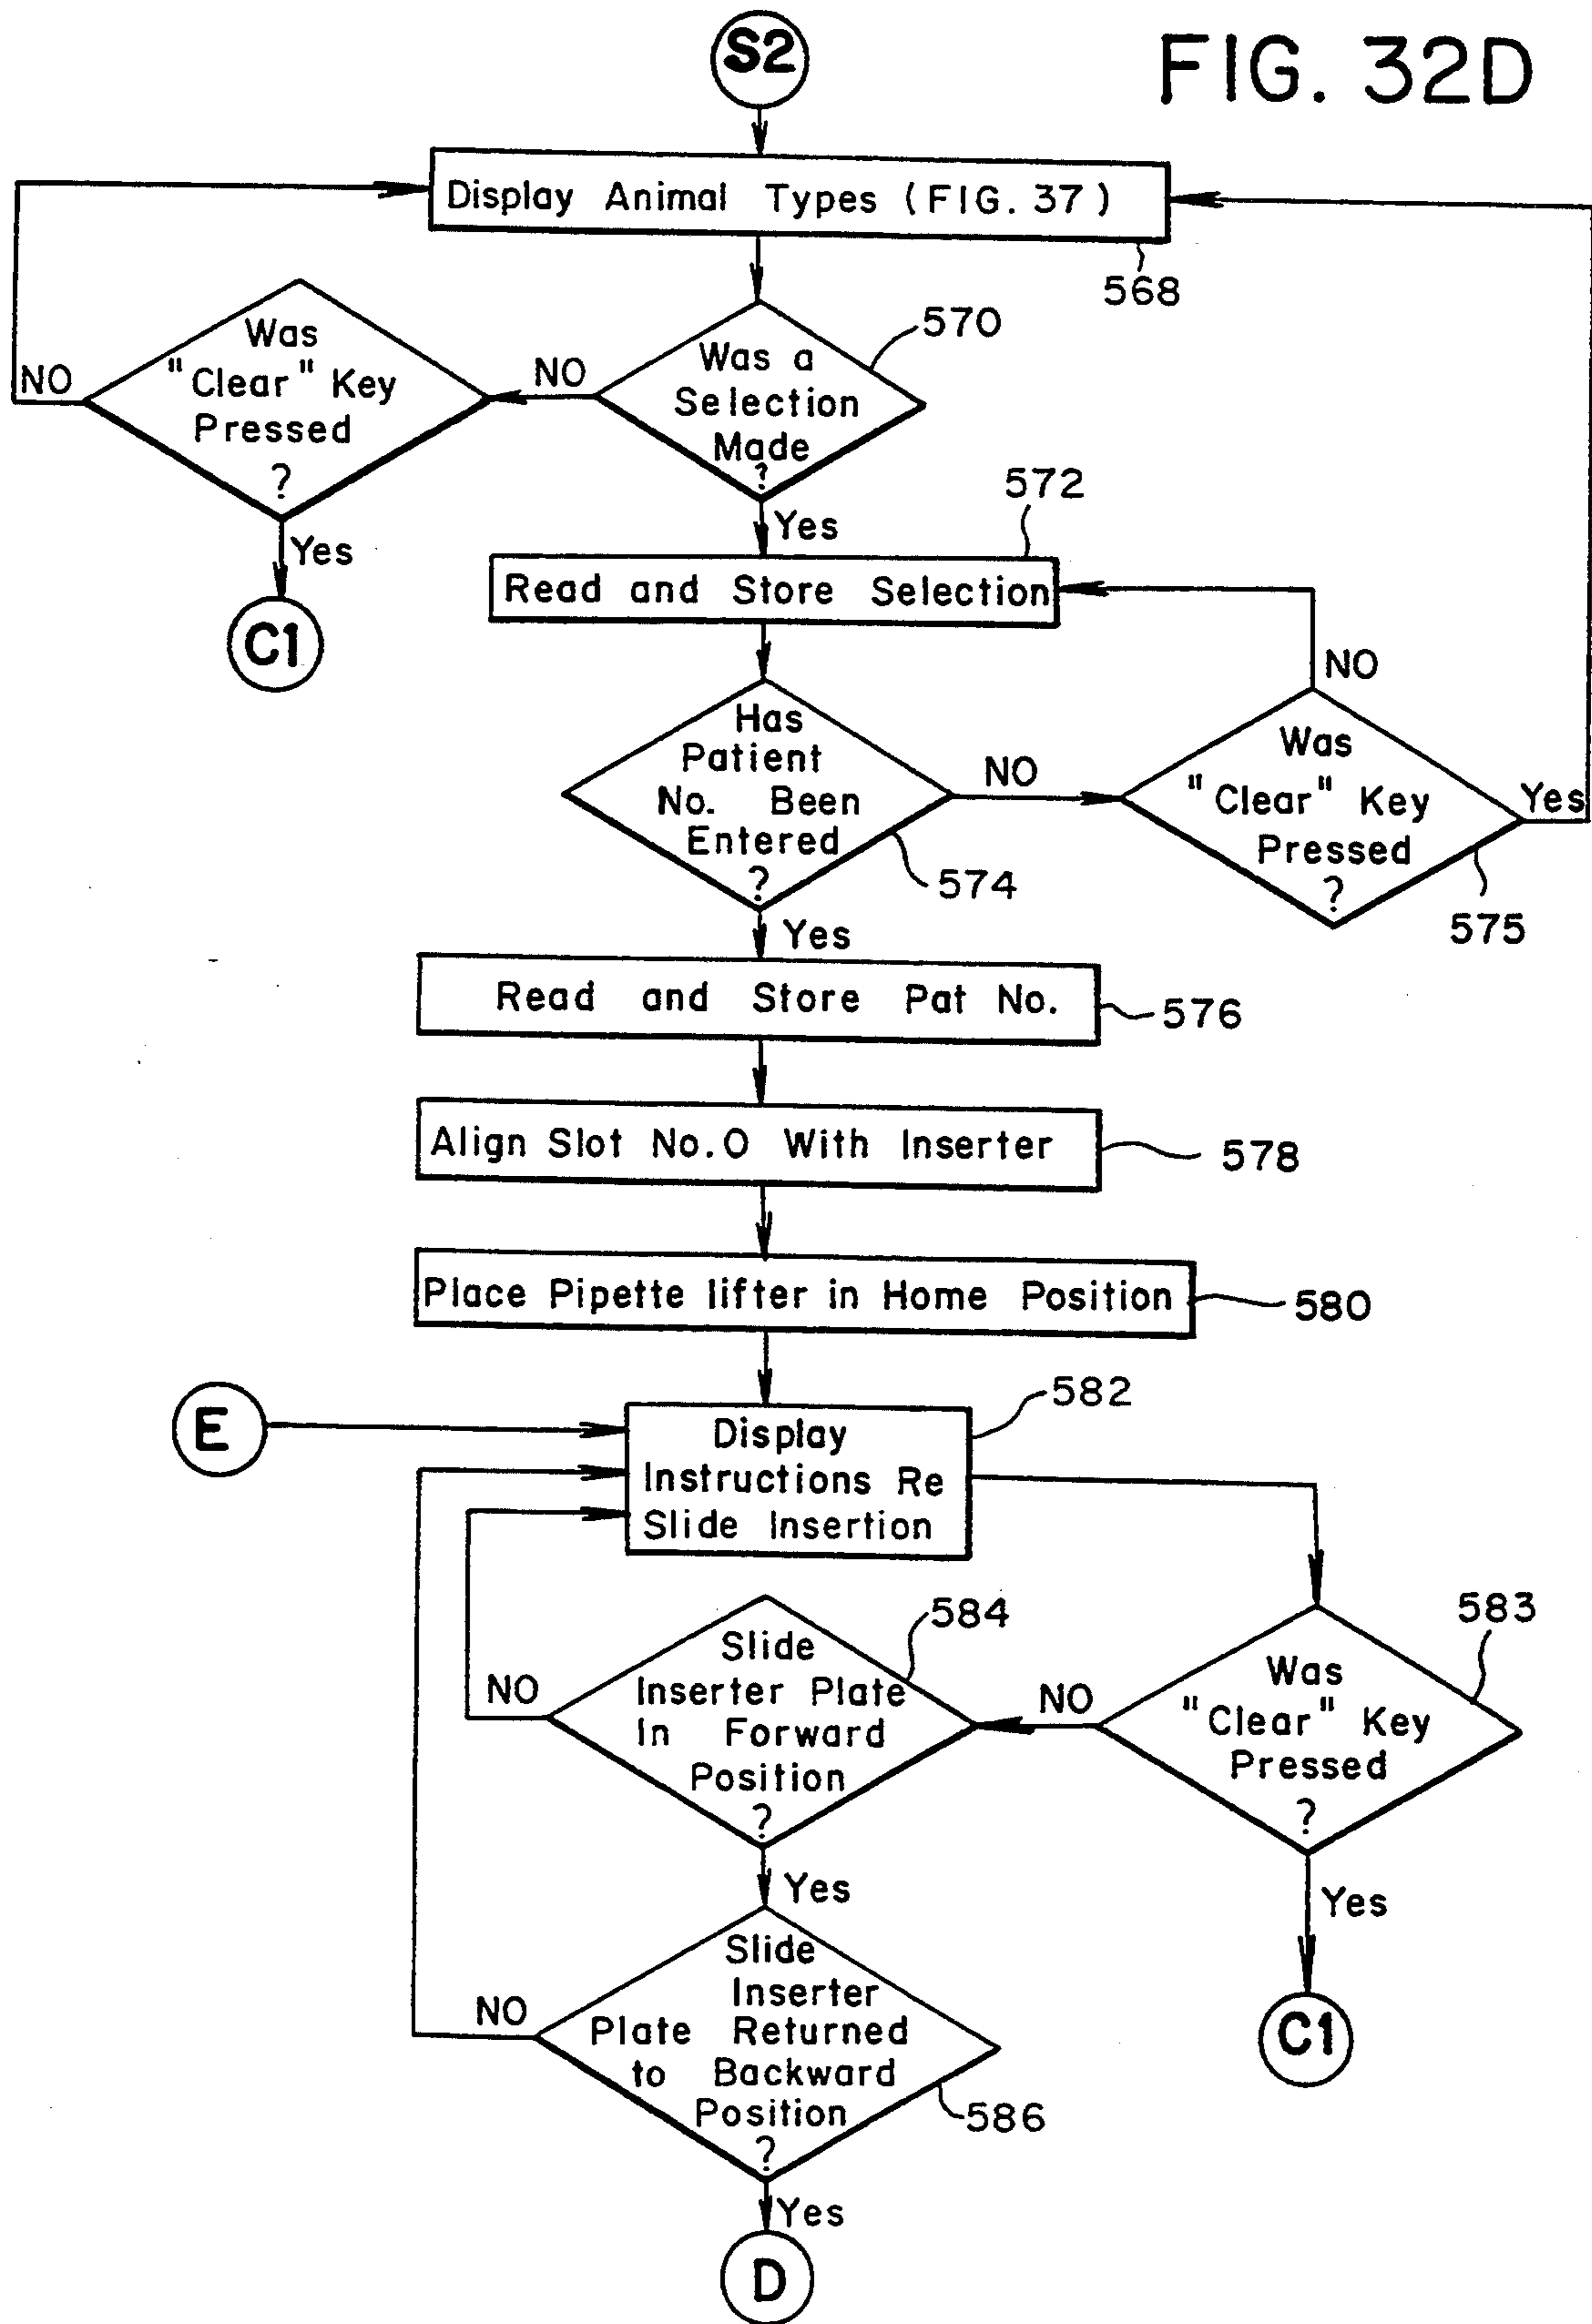 S2
FIG. 32D
Display Animal Types (FIG. 37)
568
570
Was a
Selection
Made
?
NO
Was
"Clear" Key
Pressed
?
NO
Yes
C1
Yes
572
Read and Store Selection
Has
Patient
No. Been
Entered
?
574
NO
Was
"Clear" Key
Pressed
?
575
NO
Yes
Yes
Read and Store Pat No.
576
Align Slot No. 0 With Inserter
578
Place Pipette lifter in Home Position
580
E
582
Display
Instructions Re
Slide Insertion
583
Was
"Clear" Key
Pressed
?
NO
Yes
C1
584
Slide
Inserter Plate
In Forward
Position
?
NO
Yes
Slide
Inserter
Plate Returned
to Backward
Position
?
586
NO
Yes
D